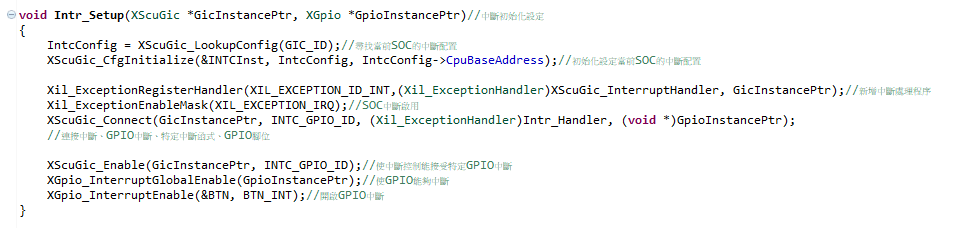 void Intr_Setup(XScuGic *GicInstancePtr, XGpio *GpioInstancePtr)//中斷初始化設定
{
IntcConfig = XScuGic_LookupConfig(GIC_ID);//尋找當前SOC的中斷配置
XScuGic_CfgInitialize(&INTCInst, IntcConfig, IntcConfig->CpuBaseAddress);//初始化設定當前SOC的中斷配置
Xil_ExceptionRegisterHandler(XIL_EXCEPTION_ID_INT,(Xil_ExceptionHandler)XScuGic_InterruptHandler, GicInstancePtr);//新增中斷處理程序
Xil_ExceptionEnableMask(XIL_EXCEPTION_IRQ);//SOC中斷啟用
XScuGic_Connect(GicInstancePtr, INTC_GPIO_ID, (Xil_ExceptionHandler)Intr_Handler, (void *)GpioInstancePtr);
//連接中斷、GPIO中斷、特定中斷函式、GPIO腳位
XScuGic_Enable(GicInstancePtr, INTC_GPIO_ID);//使中斷控制能接受特定GPIO中斷
XGpio_InterruptGlobalEnable(GpioInstancePtr);//使GPIO能夠中斷
XGpio_InterruptEnable(&BTN, BTN_INT);//開啟GPIO中斷
}